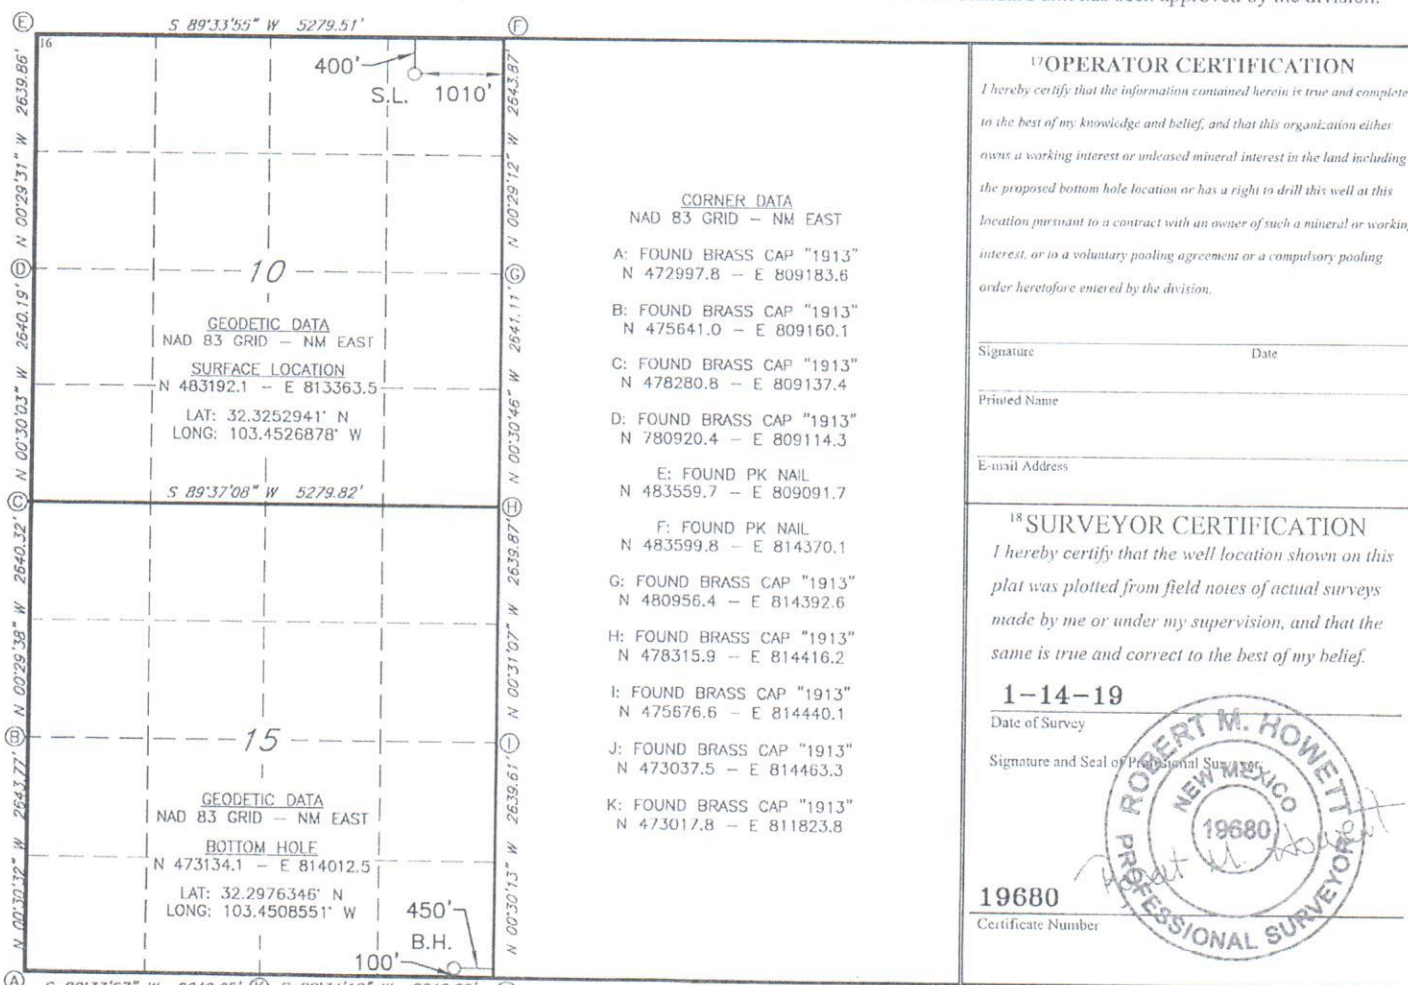 S 89°33'55" W 5279.51'
E
F
16
400'
S.L. 1010'
N 00°29'31" W 2639.86'
N 00°29'12" W 2643.87'
D
10
G
GEODETIC DATA
NAD 83 GRID – NM EAST
SURFACE LOCATION
N 483192.1 – E 813363.5
LAT: 32.3252941° N
LONG: 103.4526878° W
N 00°30'03" W 2640.19'
N 00°30'46" W 2641.11'
C
S 89°37'08" W 5279.82'
H
N 00°29'38" W 2640.32'
N 00°31'07" W 2639.87'
B
15
I
GEODETIC DATA
NAD 83 GRID – NM EAST
BOTTOM HOLE
N 473134.1 – E 814012.5
LAT: 32.2976346° N
LONG: 103.4508551° W
N 00°30'32" W 2643.77'
N 00°30'13" W 2639.61'
450'
B.H.
100'
A
CORNER DATA
NAD 83 GRID – NM EAST
A: FOUND BRASS CAP "1913"
N 472997.8 – E 809183.6
B: FOUND BRASS CAP "1913"
N 475641.0 – E 809160.1
C: FOUND BRASS CAP "1913"
N 478280.8 – E 809137.4
D: FOUND BRASS CAP "1913"
N 780920.4 – E 809114.3
E: FOUND PK NAIL
N 483559.7 – E 809091.7
F: FOUND PK NAIL
N 483599.8 – E 814370.1
G: FOUND BRASS CAP "1913"
N 480956.4 – E 814392.6
H: FOUND BRASS CAP "1913"
N 478315.9 – E 814416.2
I: FOUND BRASS CAP "1913"
N 475676.6 – E 814440.1
J: FOUND BRASS CAP "1913"
N 473037.5 – E 814463.3
K: FOUND BRASS CAP "1913"
N 473017.8 – E 811823.8
17 OPERATOR CERTIFICATION
I hereby certify that the information contained herein is true and complete
to the best of my knowledge and belief, and that this organization either
owns a working interest or unleased mineral interest in the land including
the proposed bottom hole location or has a right to drill this well at this
location pursuant to a contract with an owner of such a mineral or working
interest, or to a voluntary pooling agreement or a compulsory pooling
order heretofore entered by the division.
Signature Date
Printed Name
E-mail Address
18 SURVEYOR CERTIFICATION
I hereby certify that the well location shown on this
plat was plotted from field notes of actual surveys
made by me or under my supervision, and that the
same is true and correct to the best of my belief.
1-14-19
Date of Survey
Signature and Seal of Professional Surveyor:
ROBERT M. HOWETT
NEW MEXICO
19680
PROFESSIONAL SURVEYOR
Robert M. Howett
19680
Certificate Number